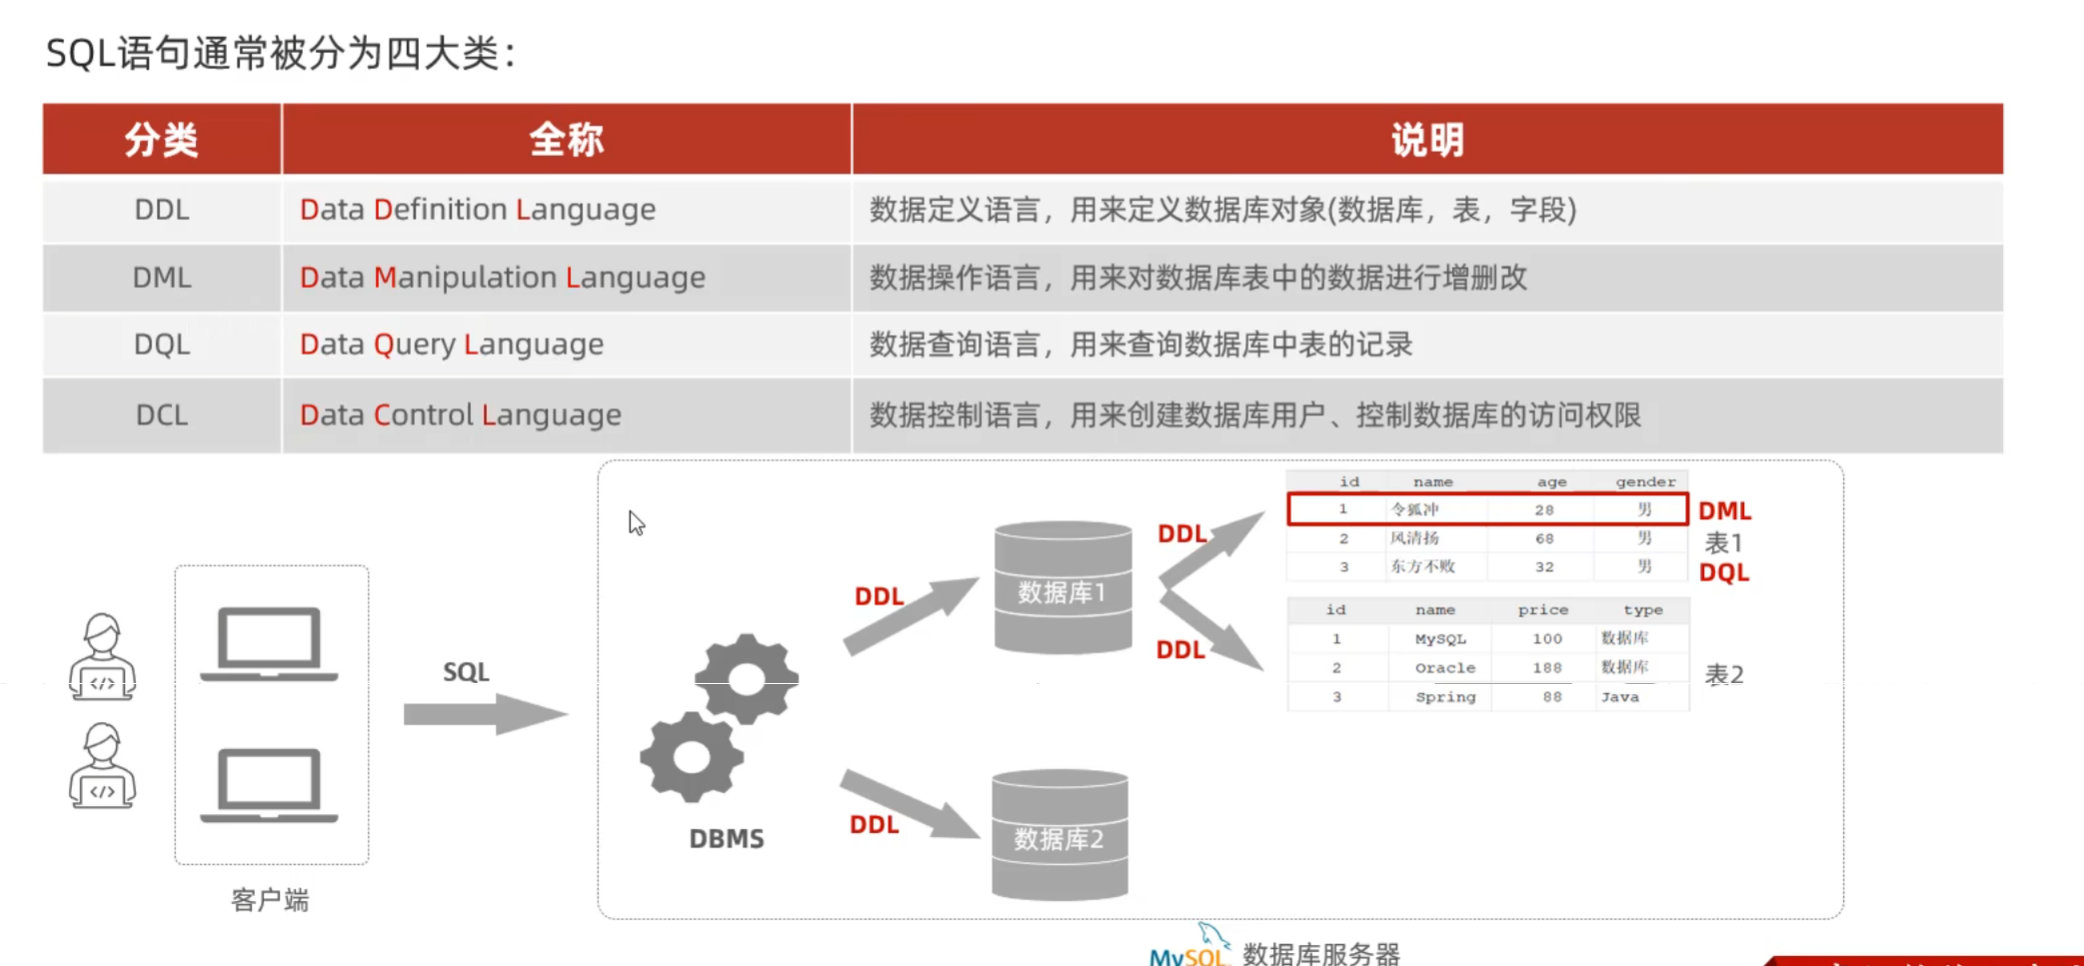 SQL语句通常被分为四大类：
分类 全称 说明
DDL Data Definition Language 数据定义语言，用来定义数据库对象(数据库，表，字段)
DML Data Manipulation Language 数据操作语言，用来对数据库表中的数据进行增删改
DQL Data Query Language 数据查询语言，用来查询数据库中表的记录
DCL Data Control Language 数据控制语言，用来创建数据库用户、控制数据库的访问权限
</>
</>
客户端
SQL
DBMS
DDL
DDL
数据库1
数据库2
DDL
DDL
id name age gender
1 令狐冲 28 男
2 风清扬 68 男
3 东方不败 32 男
DML
表1
DQL
id name price type
1 MySQL 100 数据库
2 Oracle 188 数据库
3 Spring 88 Java
表2
MySQL 数据库服务器